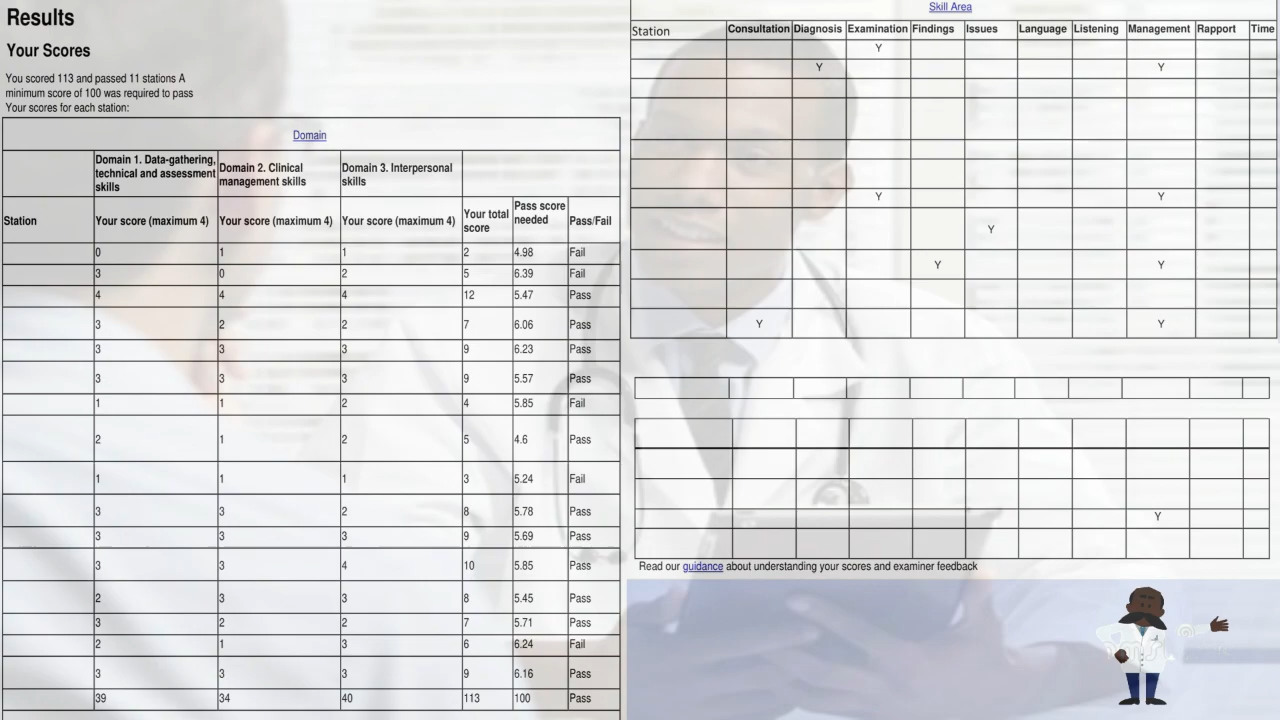 Results
Your Scores
You scored 113 and passed 11 stations A
minimum score of 100 was required to pass
Your scores for each station:
Domain
Domain 1. Data-gathering, technical and assessment skills Domain 2. Clinical management skills Domain 3. Interpersonal skills
Station Your score (maximum 4) Your score (maximum 4) Your score (maximum 4) Your total score Pass score needed Pass/Fail
0 1 1 2 4.98 Fail
3 0 2 5 6.39 Fail
4 4 4 12 5.47 Pass
3 2 2 7 6.06 Pass
3 3 3 9 6.23 Pass
3 3 3 9 5.57 Pass
1 1 2 4 5.85 Fail
2 1 2 5 4.6 Pass
1 1 1 3 5.24 Fail
3 3 2 8 5.78 Pass
3 3 3 9 5.69 Pass
3 3 4 10 5.85 Pass
2 3 3 8 5.45 Pass
3 2 2 7 5.71 Pass
2 1 3 6 6.24 Fail
3 3 3 9 6.16 Pass
39 34 40 113 100 Pass
Skill Area
Station Consultation Diagnosis Examination Findings Issues Language Listening Management Rapport Time
Y
Y Y
Y Y
Y
Y Y
Y Y
Y
Read our guidance about understanding your scores and examiner feedback